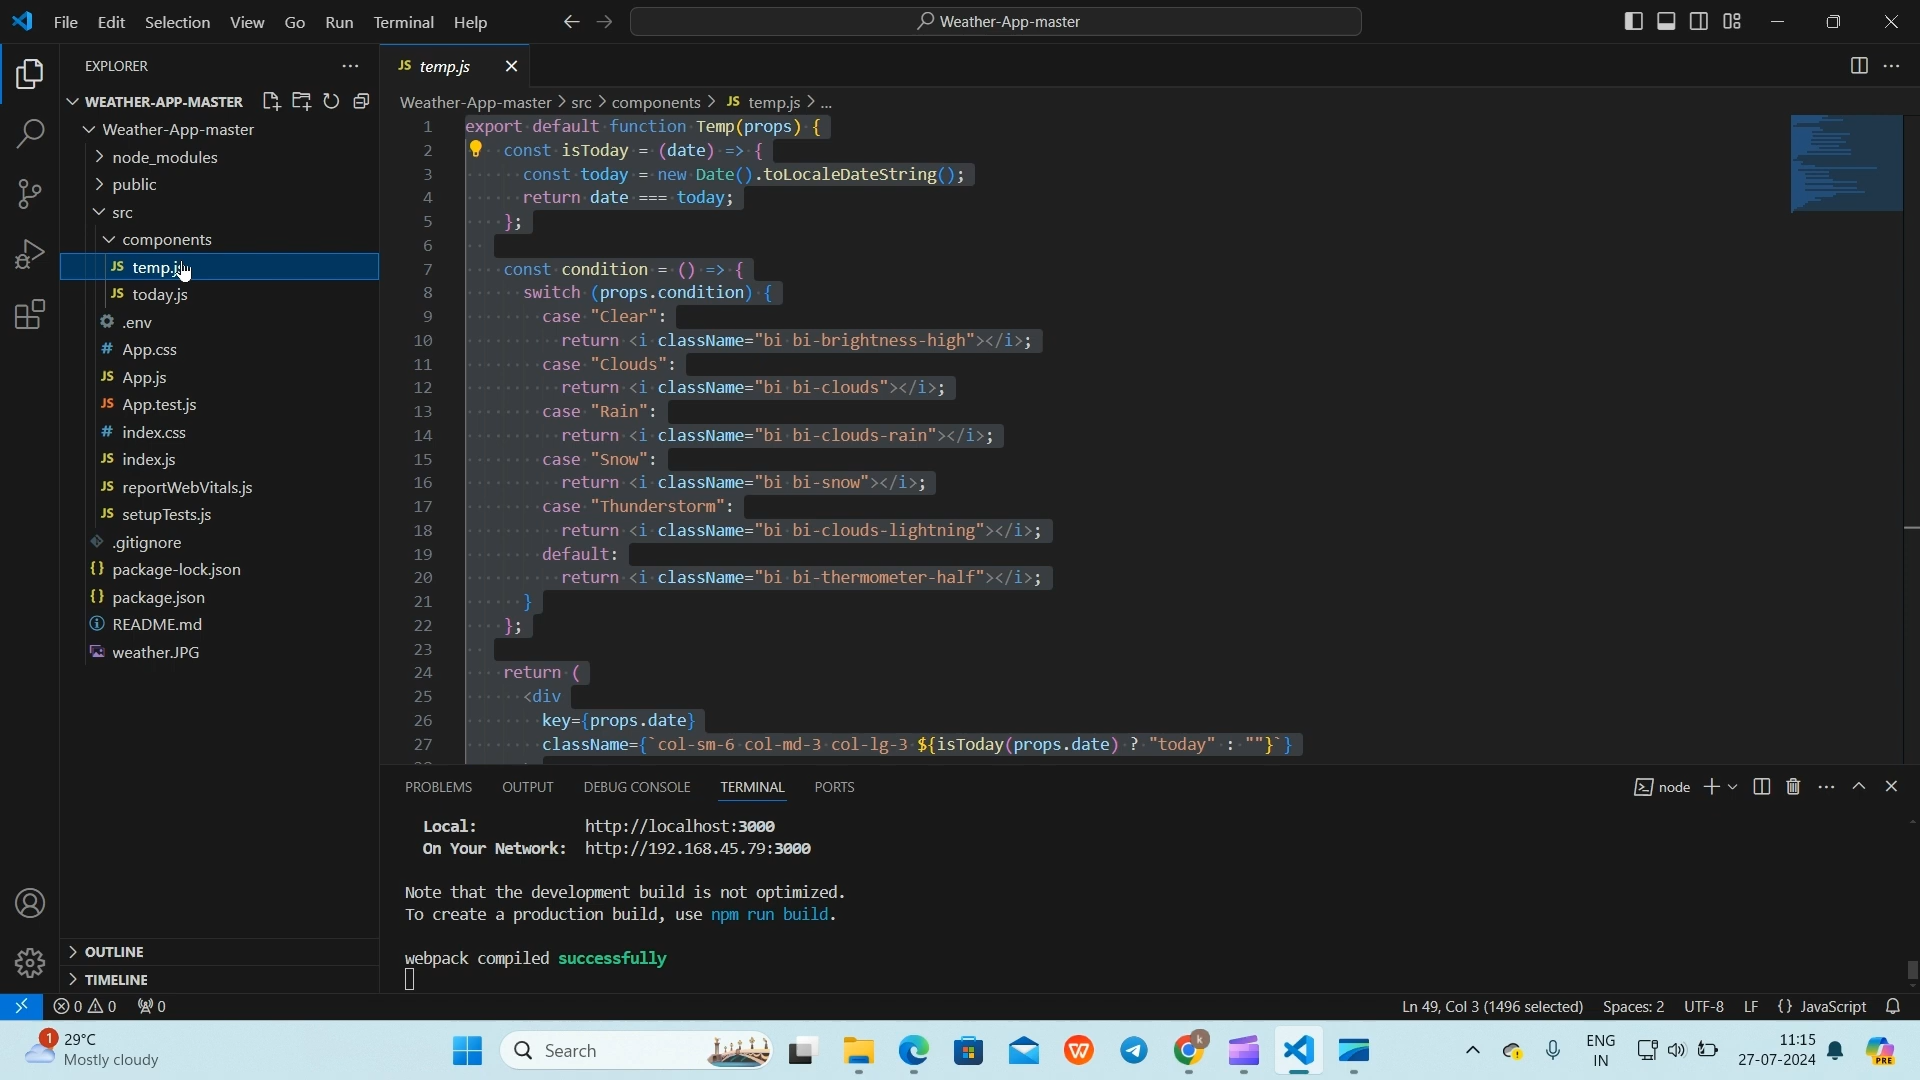 File Edit Selection View Go Run Terminal Help
Weather-App-master
EXPLORER
WEATHER-APP-MASTER
Weather-App-master
node_modules
public
src
components
temp.js
today.js
.env
App.css
App.js
App.test.js
index.css
index.js
reportWebVitals.js
setupTests.js
.gitignore
package-lock.json
package.json
README.md
weather.JPG
OUTLINE
TIMELINE
JS temp.js
Weather-App-master > src > components > JS temp.js > ...
1 export default function Temp(props) {
2 const isToday = (date) => {
3 const today = new Date().toLocaleDateString();
4 return date === today;
5 };
6
7 const condition = () => {
8 switch (props.condition) {
9 case "Clear":
10 return <i className="bi bi-brightness-high"></i>;
11 case "Clouds":
12 return <i className="bi bi-clouds"></i>;
13 case "Rain":
14 return <i className="bi bi-clouds-rain"></i>;
15 case "Snow":
16 return <i className="bi bi-snow"></i>;
17 case "Thunderstorm":
18 return <i className="bi bi-clouds-lightning"></i>;
19 default:
20 return <i className="bi bi-thermometer-half"></i>;
21 }
22 };
23
24 return (
25 <div
26 key={props.date}
27 className={`col-sm-6 col-md-3 col-lg-3 ${isToday(props.date) ? "today" : ""}`}
PROBLEMS OUTPUT DEBUG CONSOLE TERMINAL PORTS
node
Local: http://localhost:3000
On Your Network: http://192.168.45.79:3000
Note that the development build is not optimized.
To create a production build, use npm run build.
webpack compiled successfully
0 0 0
Ln 49, Col 3 (1496 selected) Spaces: 2 UTF-8 LF {} JavaScript
1
29°C
Mostly cloudy
Search
k
ENG
IN
11:15
27-07-2024
PRE